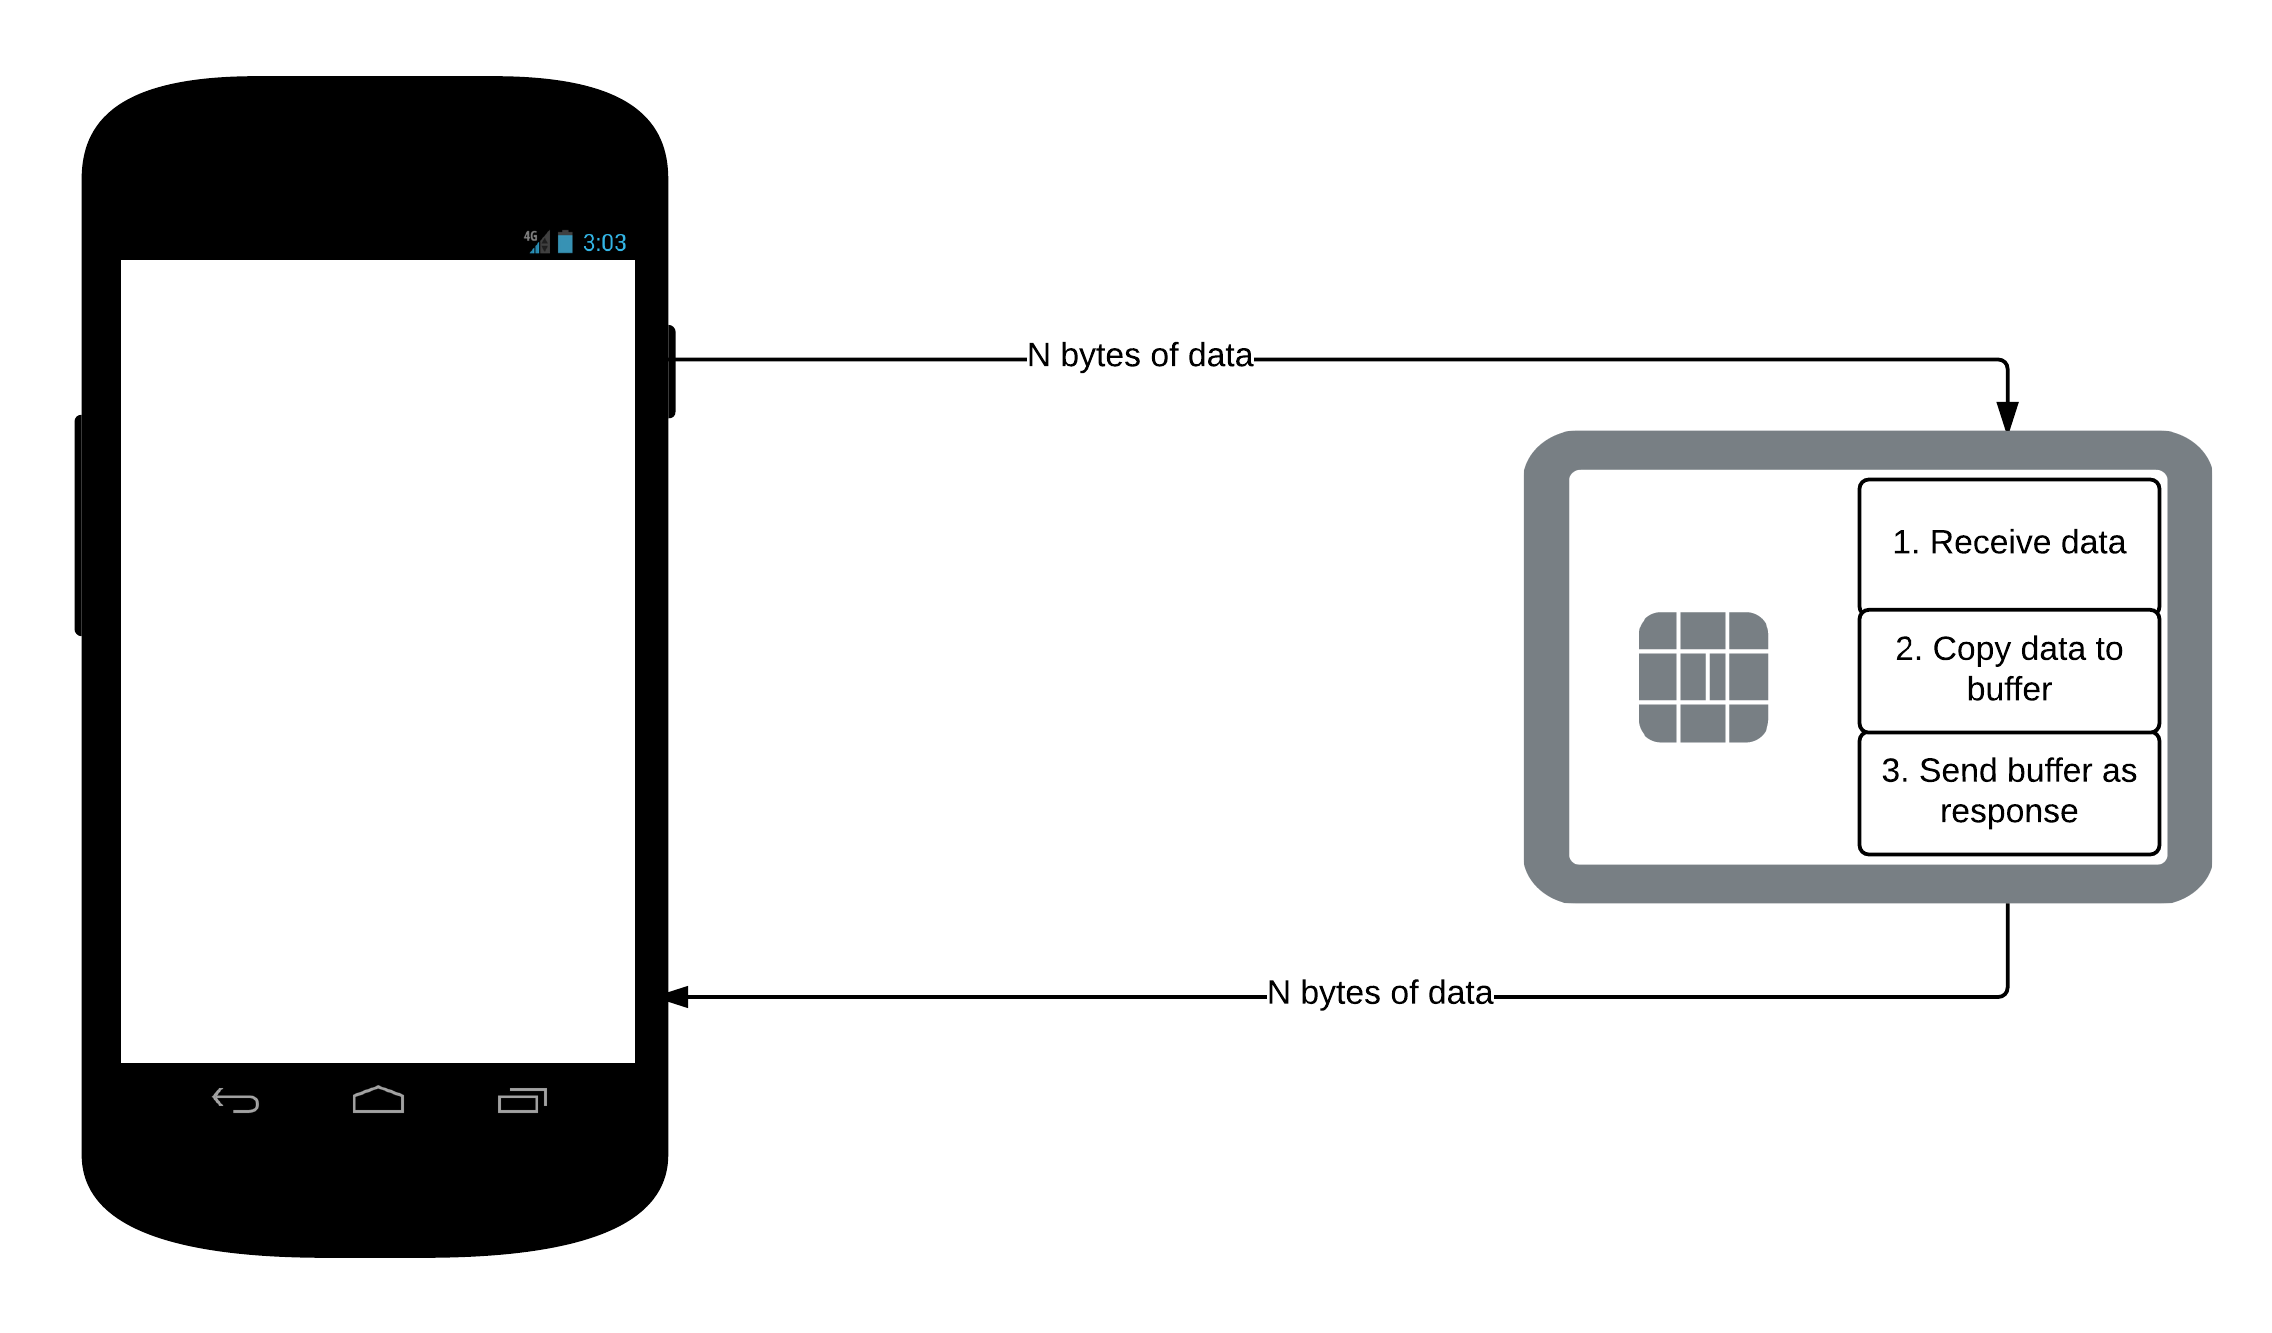 4G 3:03
N bytes of data
1. Receive data
2. Copy data to
buffer
3. Send buffer as
response
N bytes of data